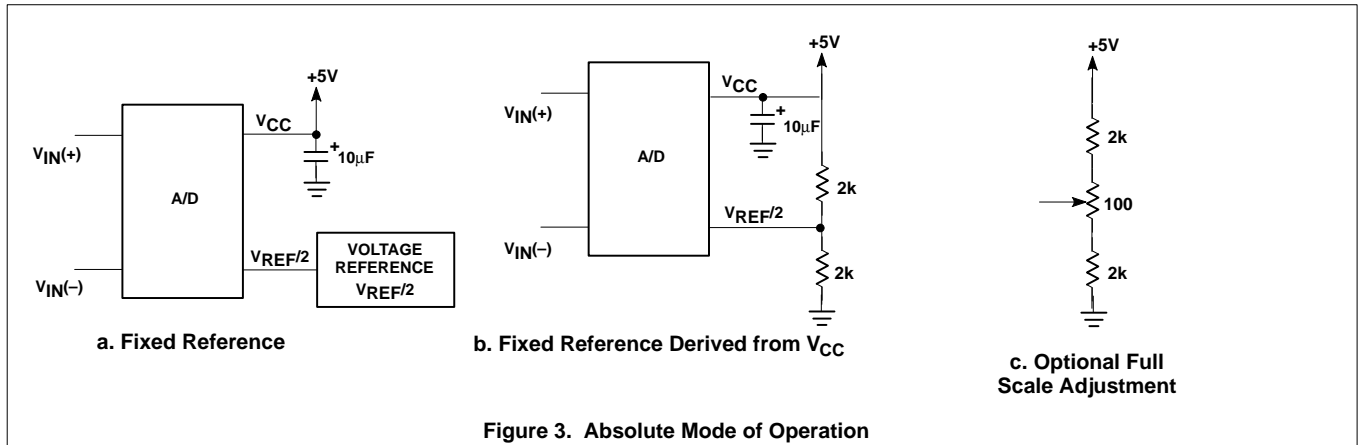 +5V
VCC
VIN(+)
+
10µF
A/D
VREF/2
VOLTAGE
REFERENCE
VREF/2
VIN(–)
a. Fixed Reference
+5V
VCC
VIN(+)
+
10µF
A/D
2k
VREF/2
VIN(–)
2k
b. Fixed Reference Derived from VCC
+5V
2k
100
2k
c. Optional Full
Scale Adjustment
Figure 3. Absolute Mode of Operation